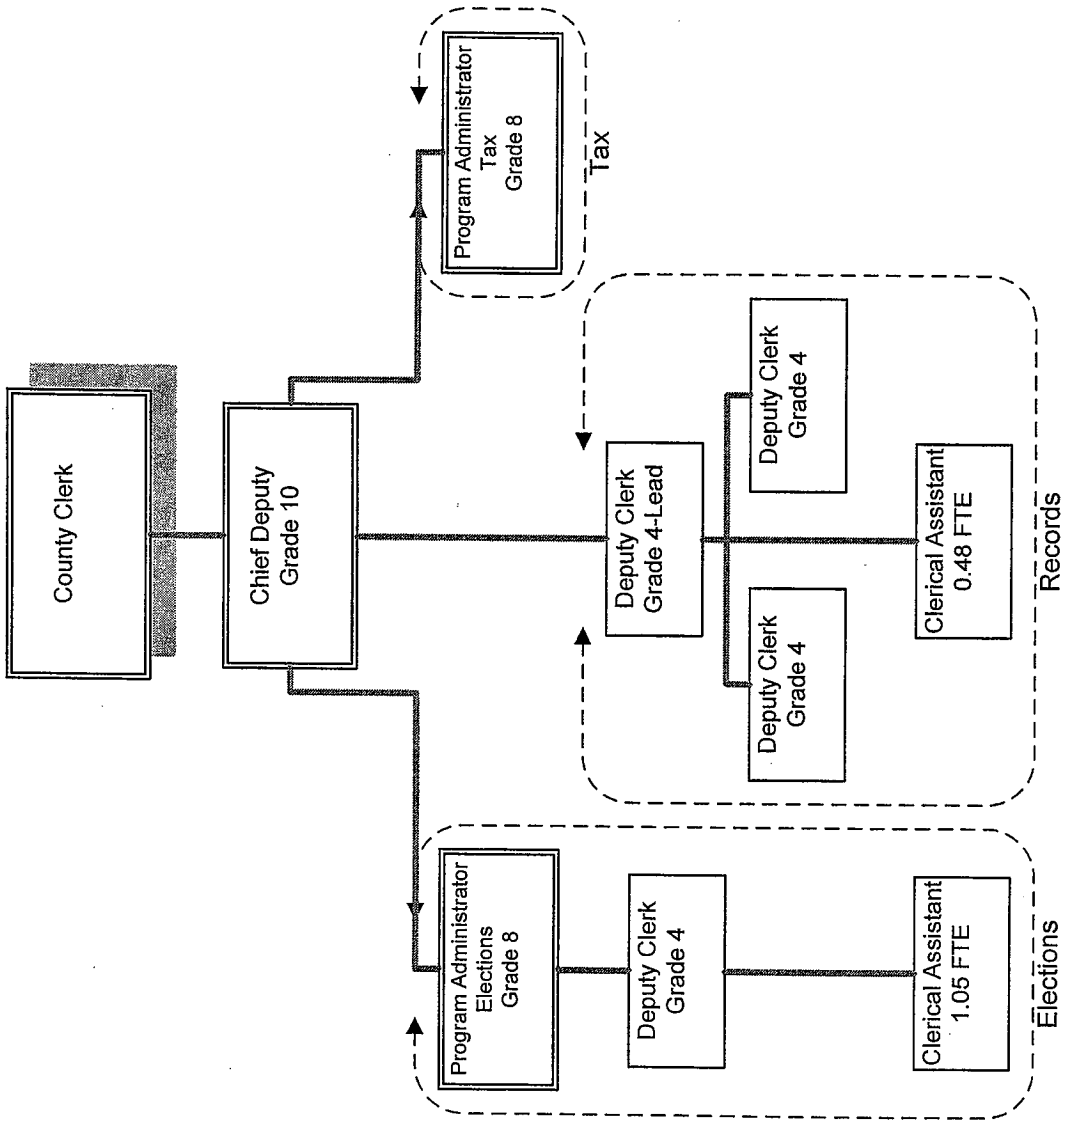 County Clerk
Chief Deputy
Grade 10
Program Administrator
Elections
Grade 8
Deputy Clerk
Grade 4
Clerical Assistant
1.05 FTE
Elections
Deputy Clerk
Grade 4-Lead
Deputy Clerk
Grade 4
Deputy Clerk
Grade 4
Clerical Assistant
0.48 FTE
Records
Program Administrator
Tax
Grade 8
Tax